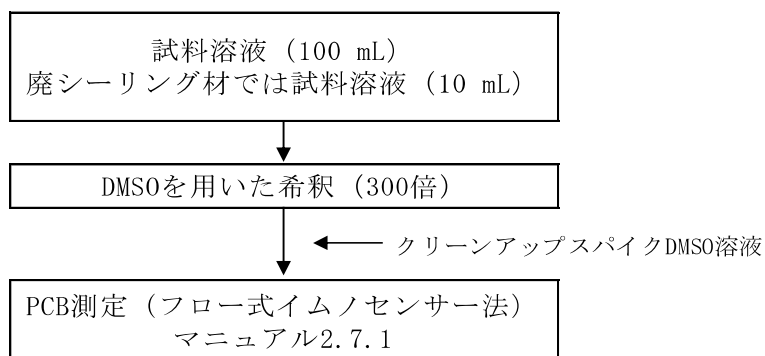 試料溶液（100 mL）
廃シーリング材では試料溶液（10 mL）
DMSOを用いた希釈（300倍）
クリーンアップスパイクDMSO溶液
PCB測定（フロー式イムノセンサー法）
マニュアル2.7.1